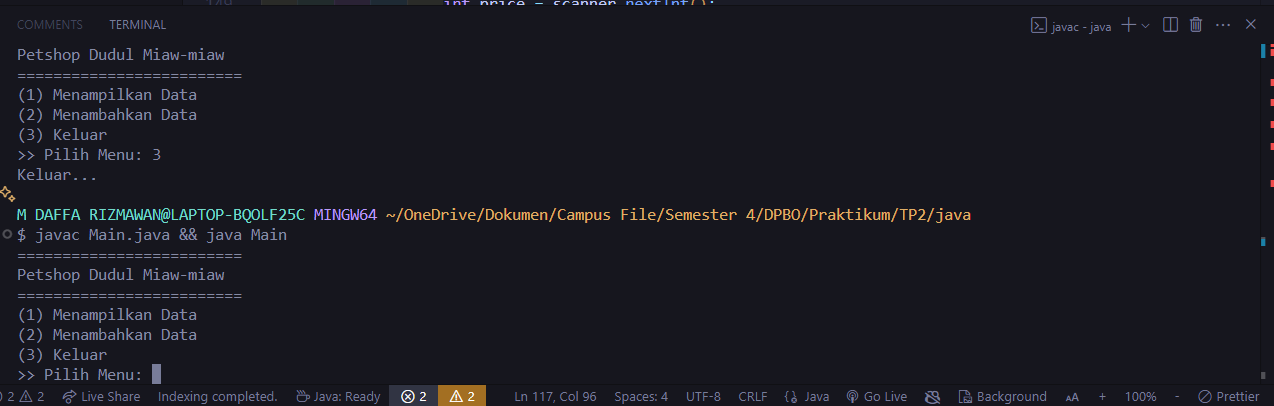 149 int price = scanner.nextInt();
COMMENTS TERMINAL javac - java
Petshop Dudul Miaw-miaw
=========================
(1) Menampilkan Data
(2) Menambahkan Data
(3) Keluar
>> Pilih Menu: 3
Keluar...
M DAFFA RIZMAWAN@LAPTOP-BQOLF25C MINGW64 ~/OneDrive/Dokumen/Campus File/Semester 4/DPBO/Praktikum/TP2/java
$ javac Main.java && java Main
=========================
Petshop Dudul Miaw-miaw
=========================
(1) Menampilkan Data
(2) Menambahkan Data
(3) Keluar
>> Pilih Menu:
2 2 Live Share Indexing completed. Java: Ready 2 2 Ln 117, Col 96 Spaces: 4 UTF-8 CRLF {} Java Go Live Background AA + 100% - Prettier